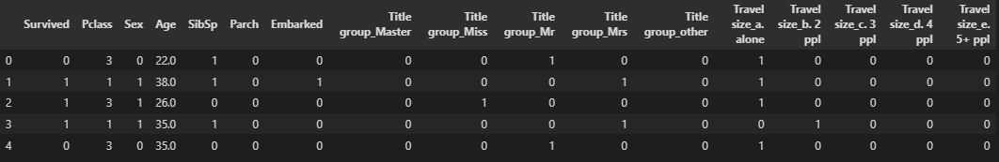 Survived Pclass Sex Age SibSp Parch Embarked Title group_Master Title group_Miss Title group_Mr Title group_Mrs Title group_other Travel size_a. alone Travel size_b. 2 ppl Travel size_c. 3 ppl Travel size_d. 4 ppl Travel size_e. 5+ ppl
0 0 3 0 22.0 1 0 0 0 0 1 0 0 1 0 0 0 0
1 1 1 1 38.0 1 0 1 0 0 0 1 0 1 0 0 0 0
2 1 3 1 26.0 0 0 0 0 1 0 0 0 1 0 0 0 0
3 1 1 1 35.0 1 0 0 0 0 0 1 0 0 1 0 0 0
4 0 3 0 35.0 0 0 0 0 0 1 0 0 1 0 0 0 0